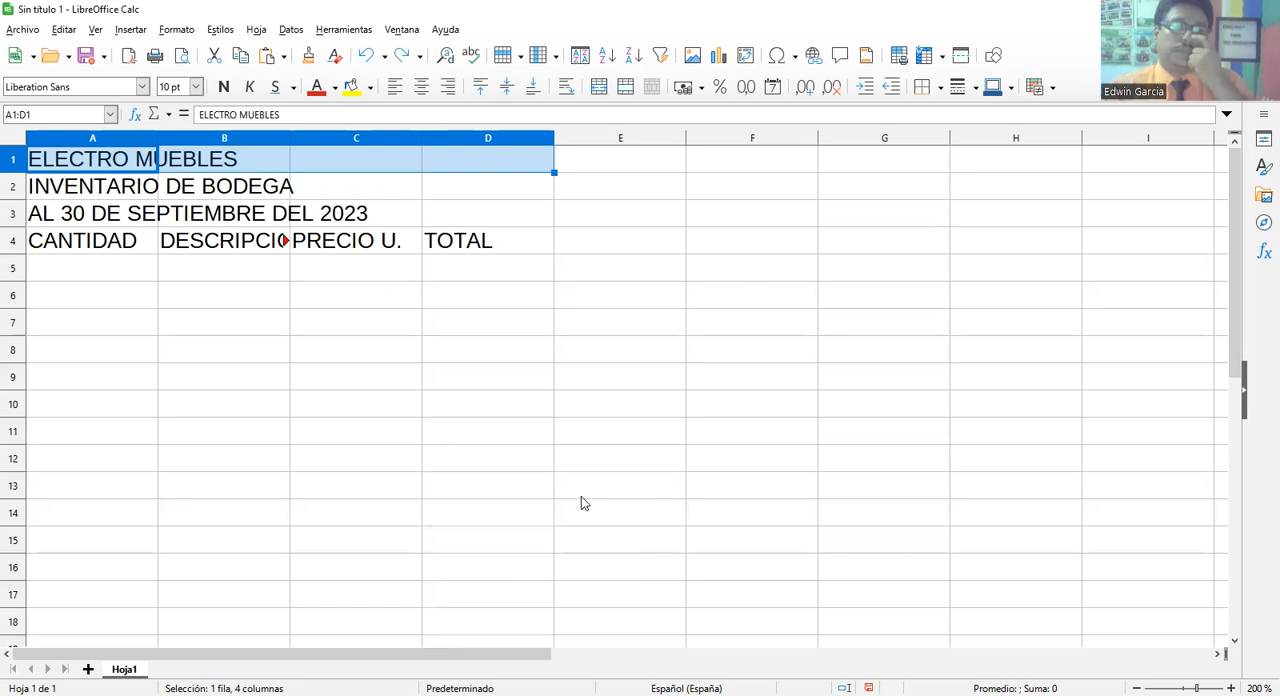 Sin título 1 - LibreOffice Calc
Archivo Editar Ver Insertar Formato Estilos Hoja Datos Herramientas Ventana Ayuda
Liberation Sans 10 pt N K S
A1:D1 fx Σ = ELECTRO MUEBLES
Edwin Garcia
A B C D E F G H I
1 ELECTRO MUEBLES
2 INVENTARIO DE BODEGA
3 AL 30 DE SEPTIEMBRE DEL 2023
4 CANTIDAD DESCRIPCIO PRECIO U. TOTAL
5
6
7
8
9
10
11
12
13
14
15
16
17
18
Hoja1
Hoja 1 de 1 Selección: 1 fila, 4 columnas Predeterminado Español (España) Promedio: ; Suma: 0 200 %